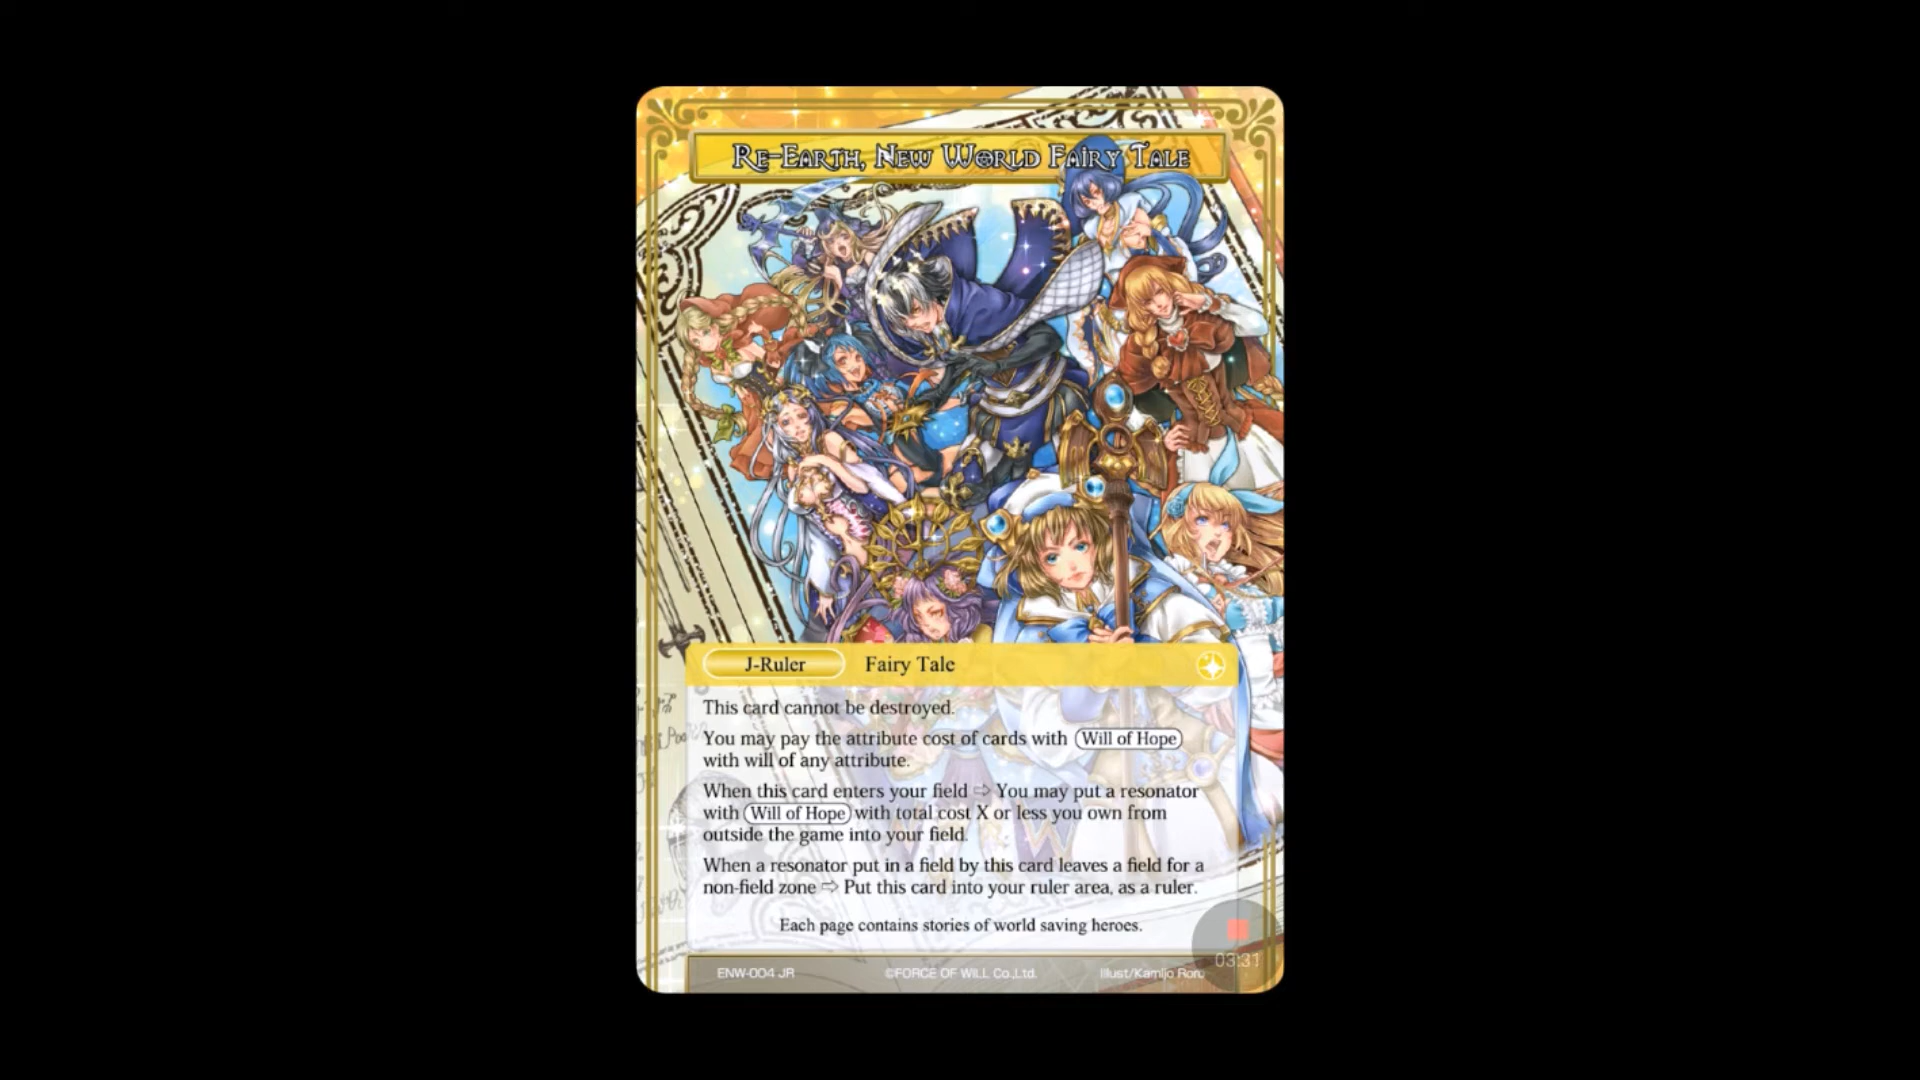 Re-Earth, New World Fairy Tale
J-Ruler Fairy Tale
This card cannot be destroyed.
You may pay the attribute cost of cards with Will of Hope
with will of any attribute.
When this card enters your field ⇨ You may put a resonator
with Will of Hope with total cost X or less you own from
outside the game into your field.
When a resonator put in a field by this card leaves a field for a
non-field zone ⇨ Put this card into your ruler area, as a ruler.
Each page contains stories of world saving heroes.
03:31
ENW-004 JR ©FORCE OF WILL Co.,Ltd. Illust/Kamijo Roro